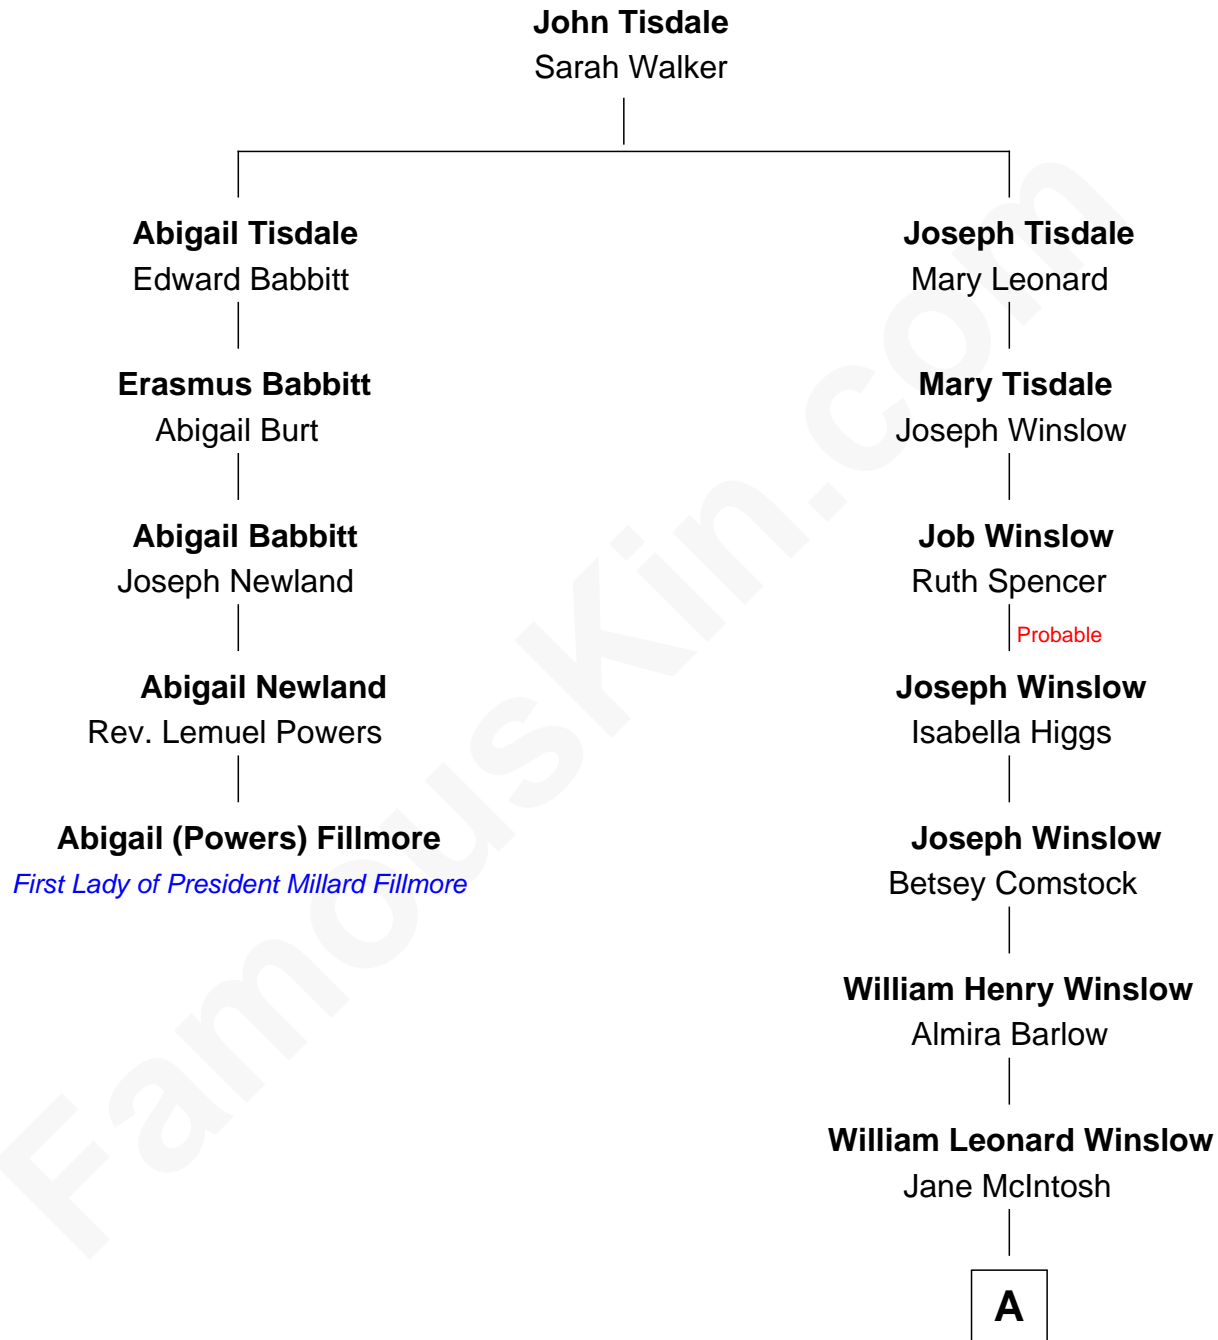 John Tisdale
Sarah Walker
Abigail Tisdale
Edward Babbitt
Joseph Tisdale
Mary Leonard
Erasmus Babbitt
Abigail Burt
Mary Tisdale
Joseph Winslow
Abigail Babbitt
Joseph Newland
Job Winslow
Ruth Spencer
Probable
Abigail Newland
Rev. Lemuel Powers
Joseph Winslow
Isabella Higgs
Abigail (Powers) Fillmore
First Lady of President Millard Fillmore
Joseph Winslow
Betsey Comstock
William Henry Winslow
Almira Barlow
William Leonard Winslow
Jane McIntosh
A
FamousKin.com